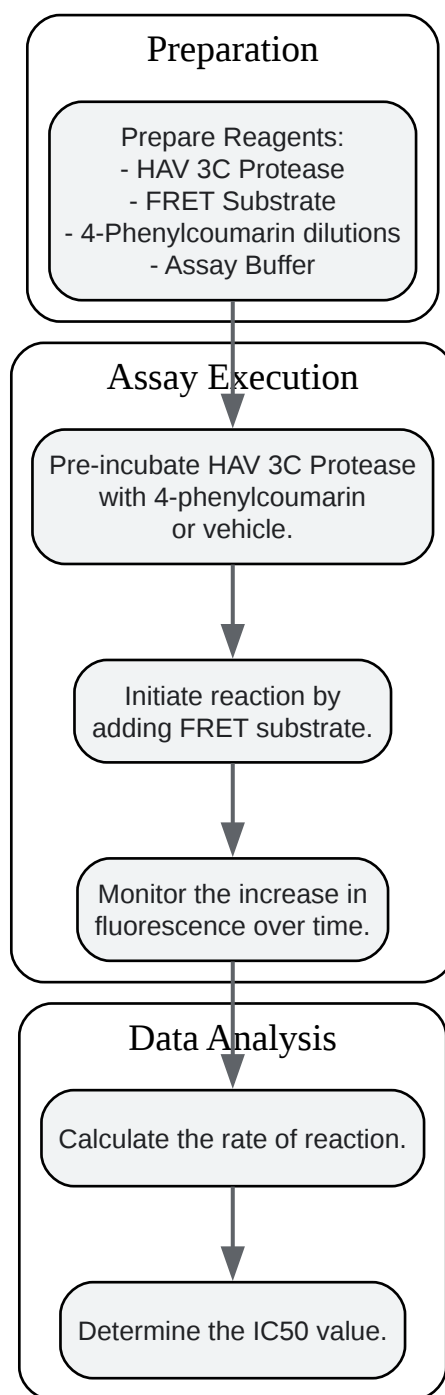 Preparation
Prepare Reagents:
- HAV 3C Protease
- FRET Substrate
- 4-Phenylcoumarin dilutions
- Assay Buffer
Assay Execution
Pre-incubate HAV 3C Protease
with 4-phenylcoumarin
or vehicle.
Initiate reaction by
adding FRET substrate.
Monitor the increase in
fluorescence over time.
Data Analysis
Calculate the rate of reaction.
Determine the IC50 value.